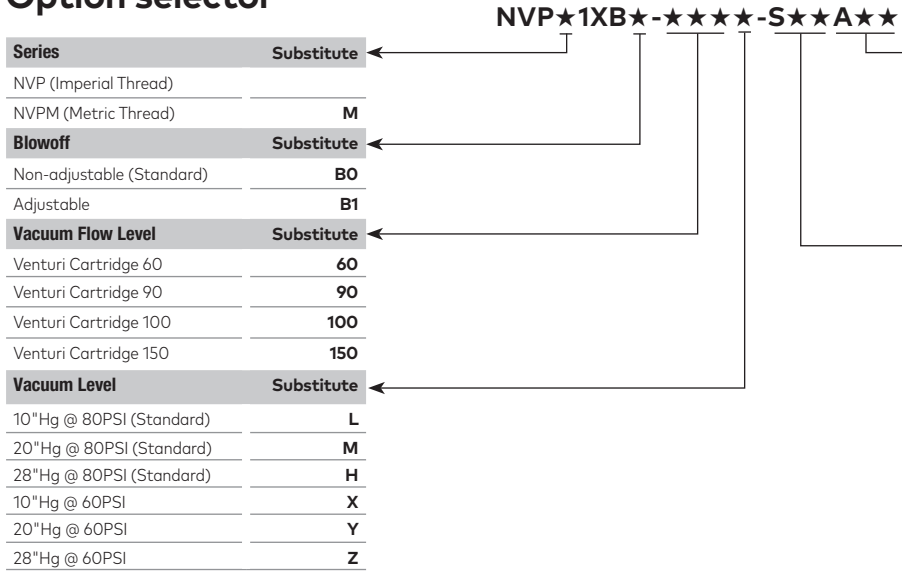 Option selector
NVP★1XB★-★★★★-S★★A★★
Series Substitute
NVP (Imperial Thread)
NVPM (Metric Thread) M
Blowoff Substitute
Non-adjustable (Standard) B0
Adjustable B1
Vacuum Flow Level Substitute
Venturi Cartridge 60 60
Venturi Cartridge 90 90
Venturi Cartridge 100 100
Venturi Cartridge 150 150
Vacuum Level Substitute
10"Hg @ 80PSI (Standard) L
20"Hg @ 80PSI (Standard) M
28"Hg @ 80PSI (Standard) H
10"Hg @ 60PSI X
20"Hg @ 60PSI Y
28"Hg @ 60PSI Z